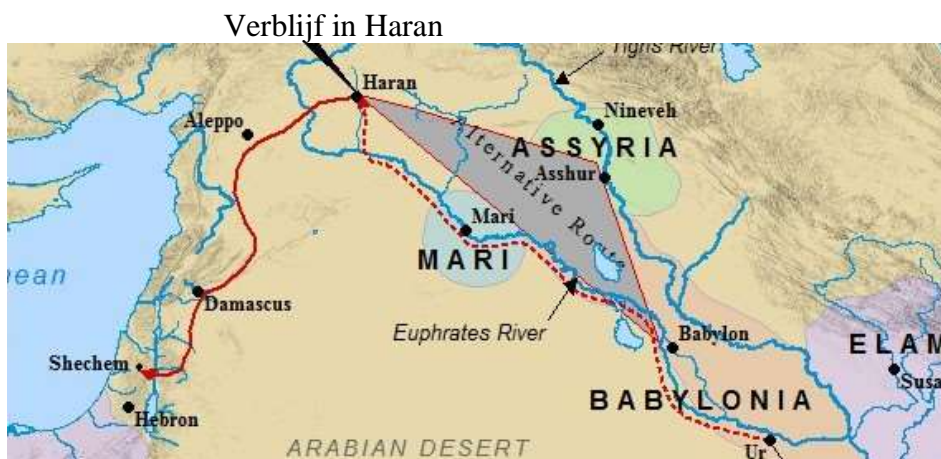 Verblijf in Haran
Tigris River
Haran
Nineveh
Aleppo
ASSYRIA
Asshur
Alternative Route
Mari
MARI
ean
Damascus
Euphrates River
Babylon
Shechem
ELAM
Susa
BABYLONIA
Hebron
ARABIAN DESERT
Ur